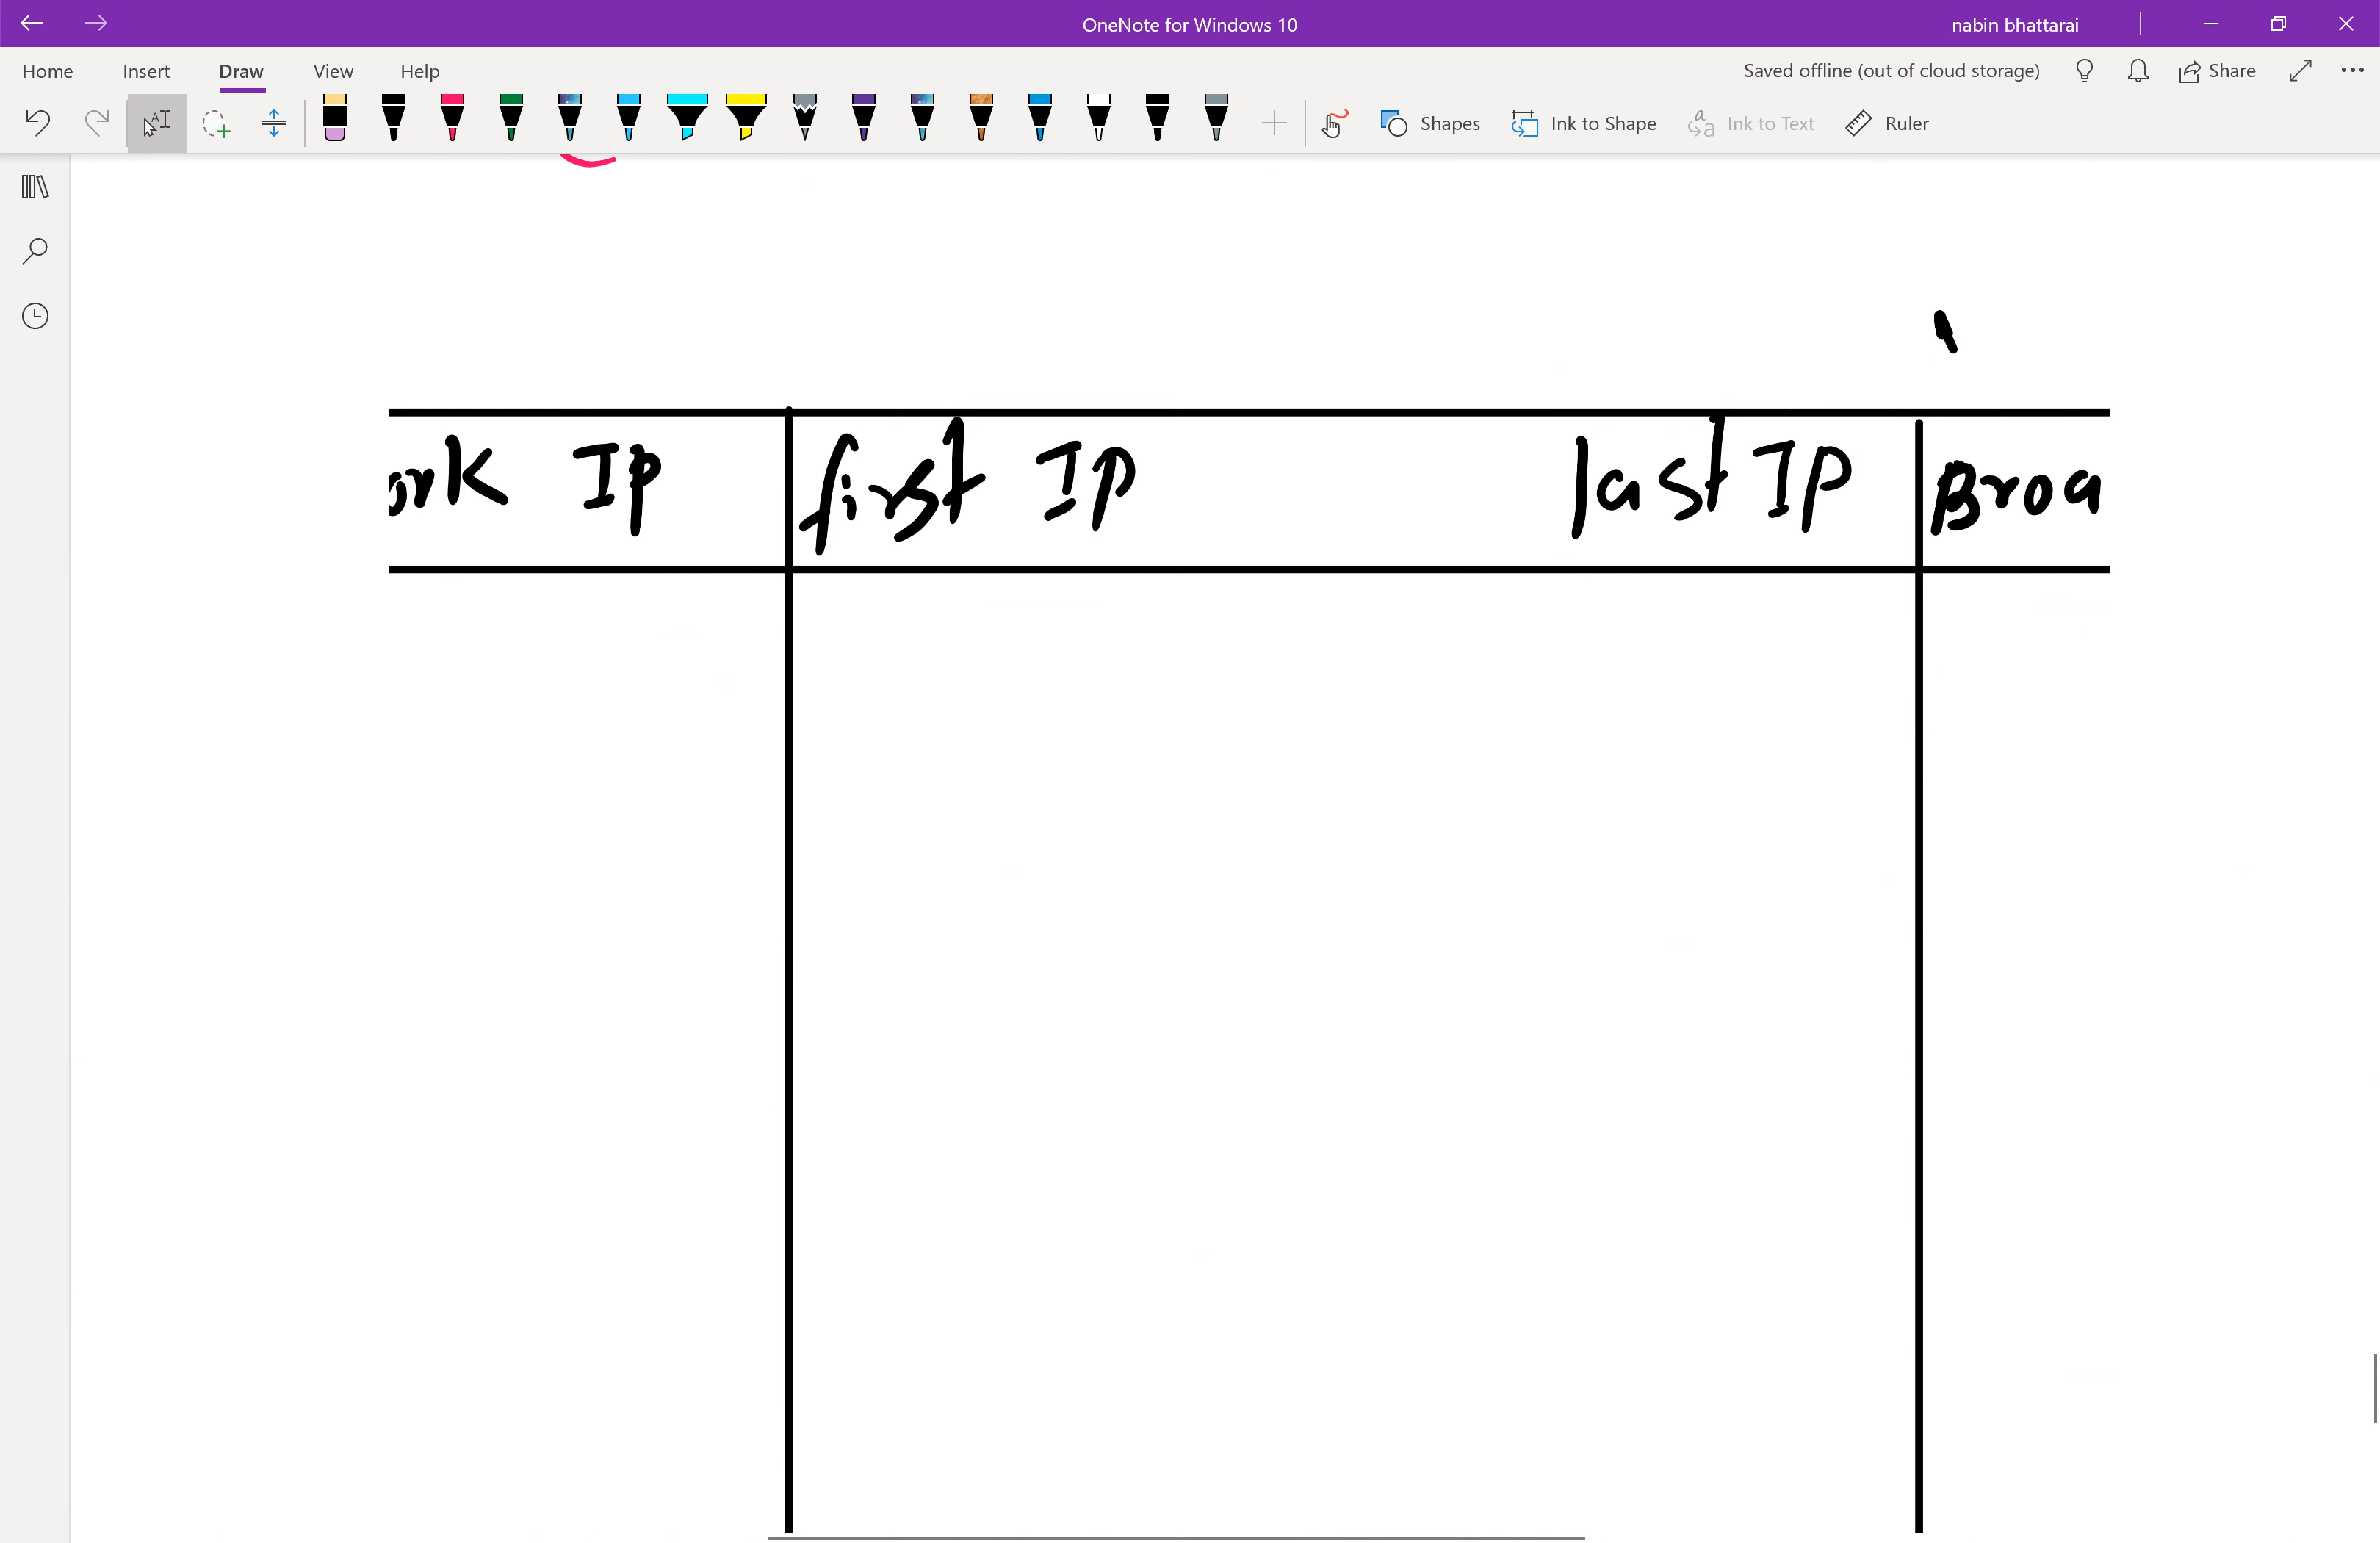 OneNote for Windows 10
nabin bhattarai
Home Insert Draw View Help
Saved offline (out of cloud storage)
Share
Shapes
Ink to Shape
Ink to Text
Ruler
ork Ip first Ip last IP Broa